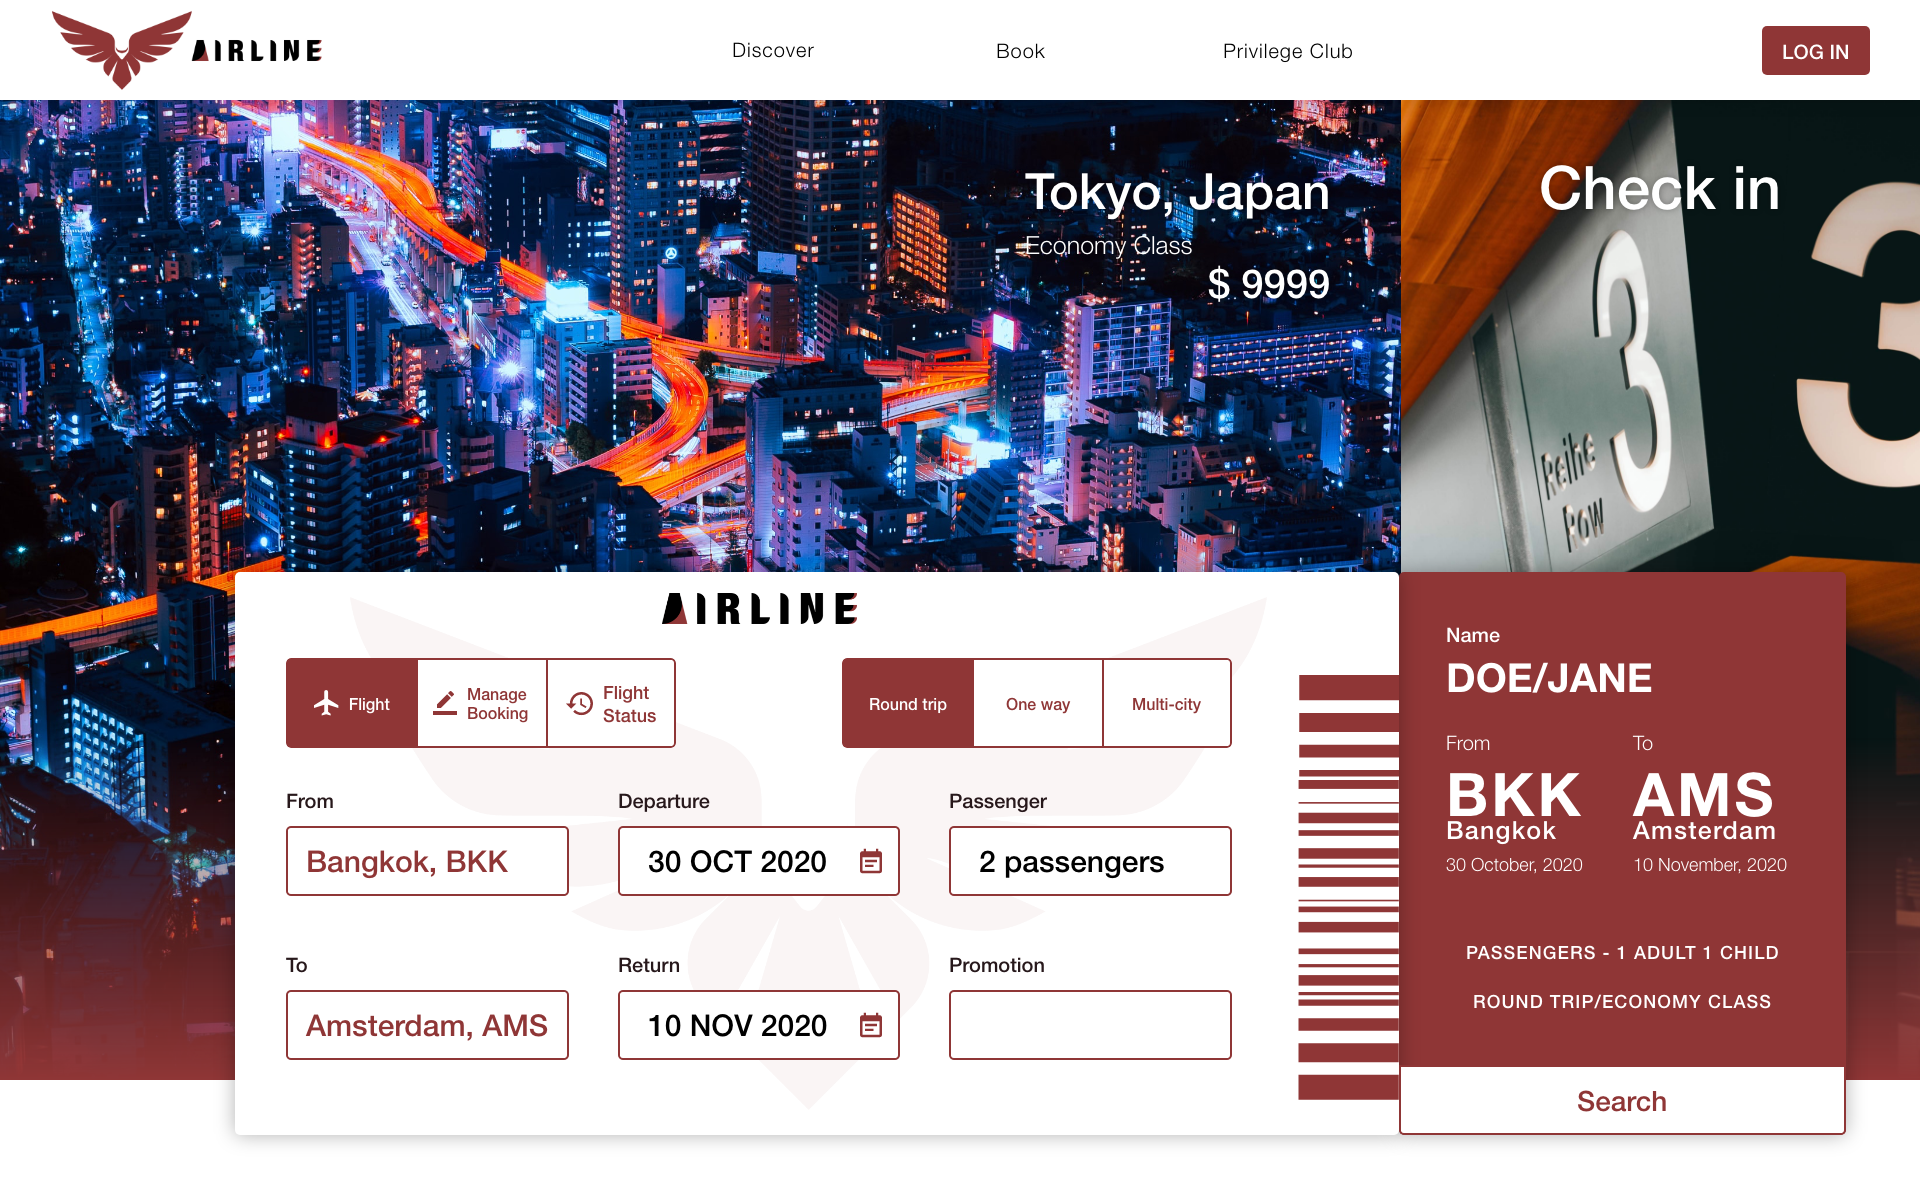 AIRLINE
Discover
Book
Privilege Club
LOG IN
Tokyo, Japan
Economy Class
$ 9999
Check in
3
3
Reihe
Row
AIRLINE
Flight
Manage
Booking
Flight
Status
Round trip
One way
Multi-city
From
Bangkok, BKK
Departure
30 OCT 2020
Passenger
2 passengers
To
Amsterdam, AMS
Return
10 NOV 2020
Promotion
Name
DOE/JANE
From
BKK
Bangkok
30 October, 2020
To
AMS
Amsterdam
10 November, 2020
PASSENGERS - 1 ADULT 1 CHILD
ROUND TRIP/ECONOMY CLASS
Search